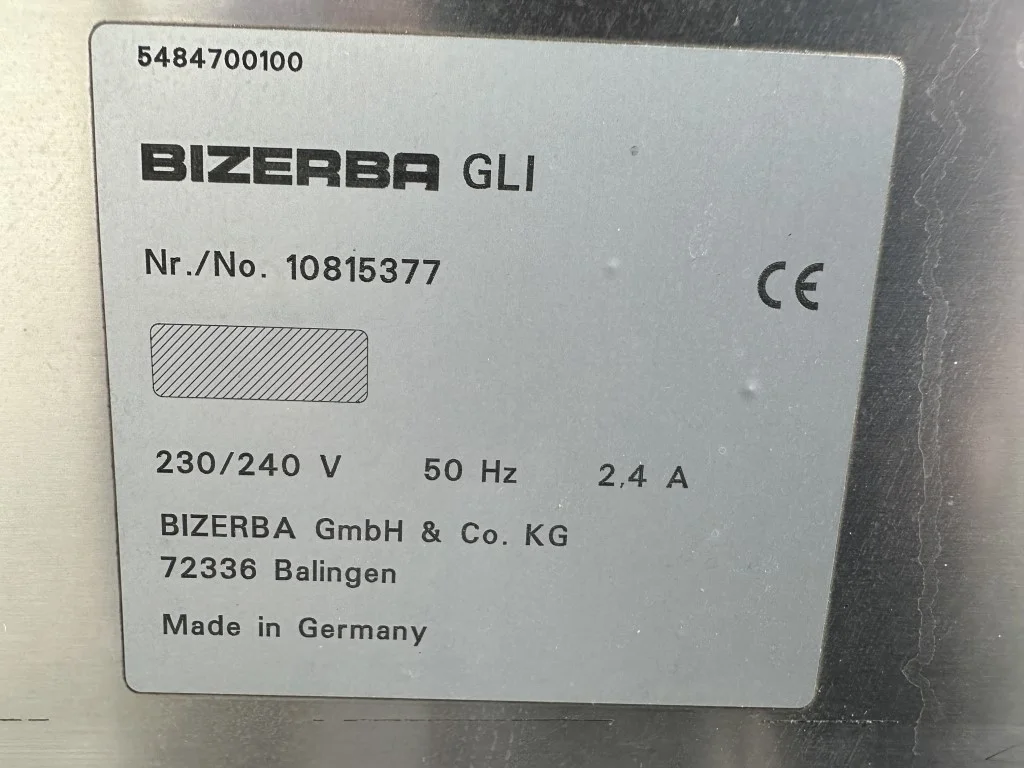 5484700100
BIZERBA GLI
Nr./No. 10815377
CE
230/240 V 50 Hz 2,4 A
BIZERBA GmbH & Co. KG
72336 Balingen
Made in Germany